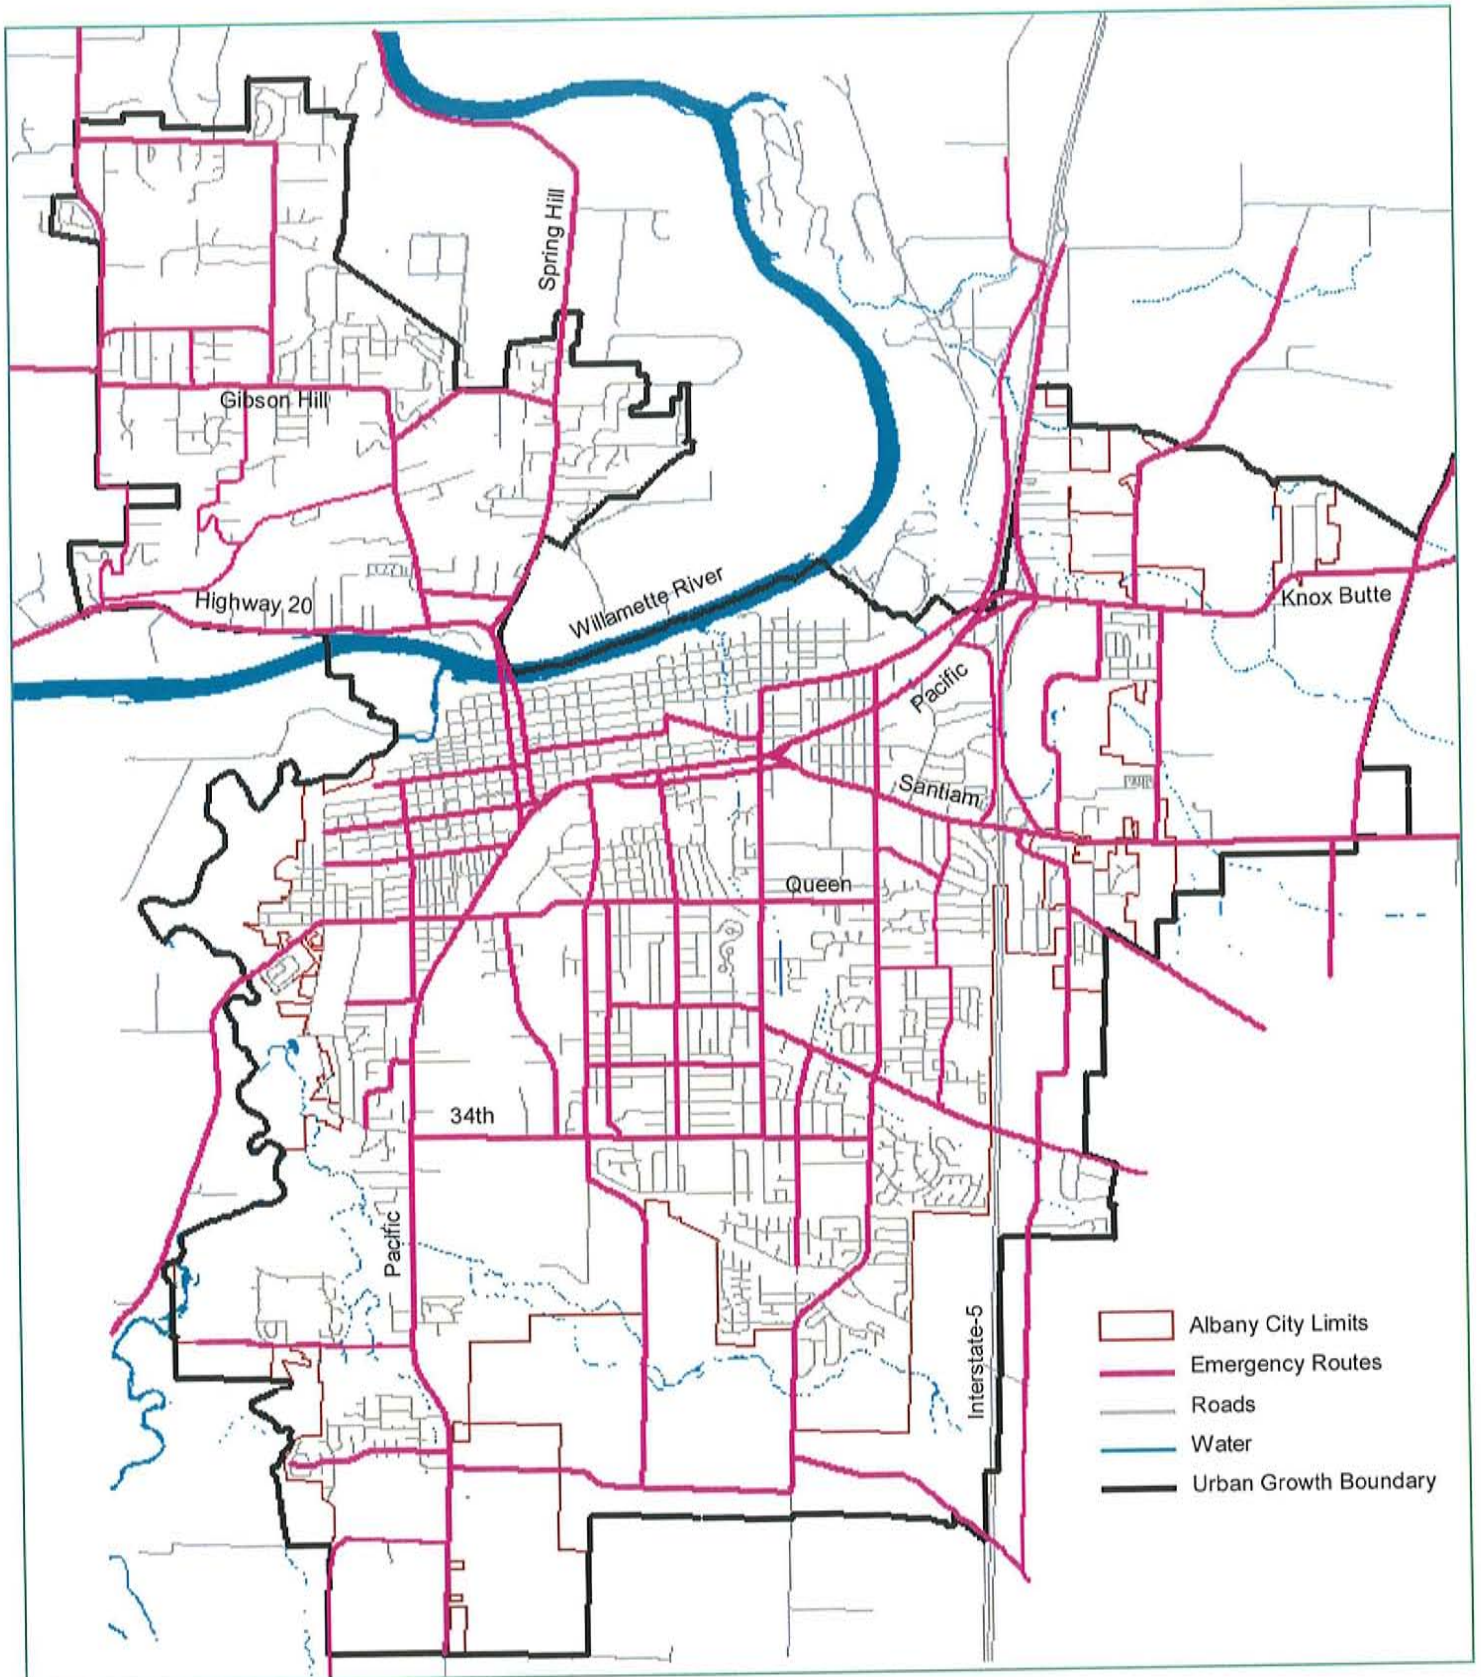 Spring Hill
Gibson Hill
Highway 20
Willamette River
Knox Butte
Pacific
Santiam
Queen
34th
Pacific
Interstate-5
Albany City Limits
Emergency Routes
Roads
Water
Urban Growth Boundary